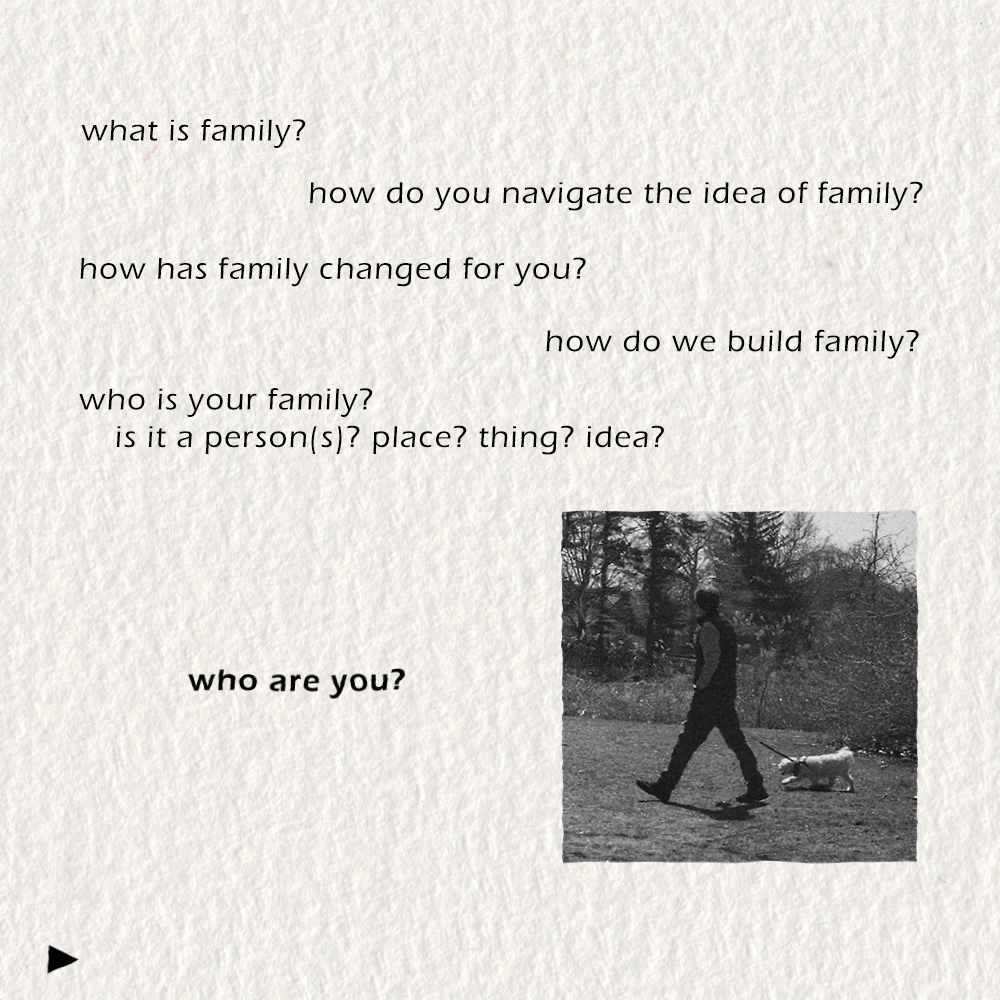 what is family?
how do you navigate the idea of family?
how has family changed for you?
how do we build family?
who is your family?
is it a person(s)? place? thing? idea?
who are you?